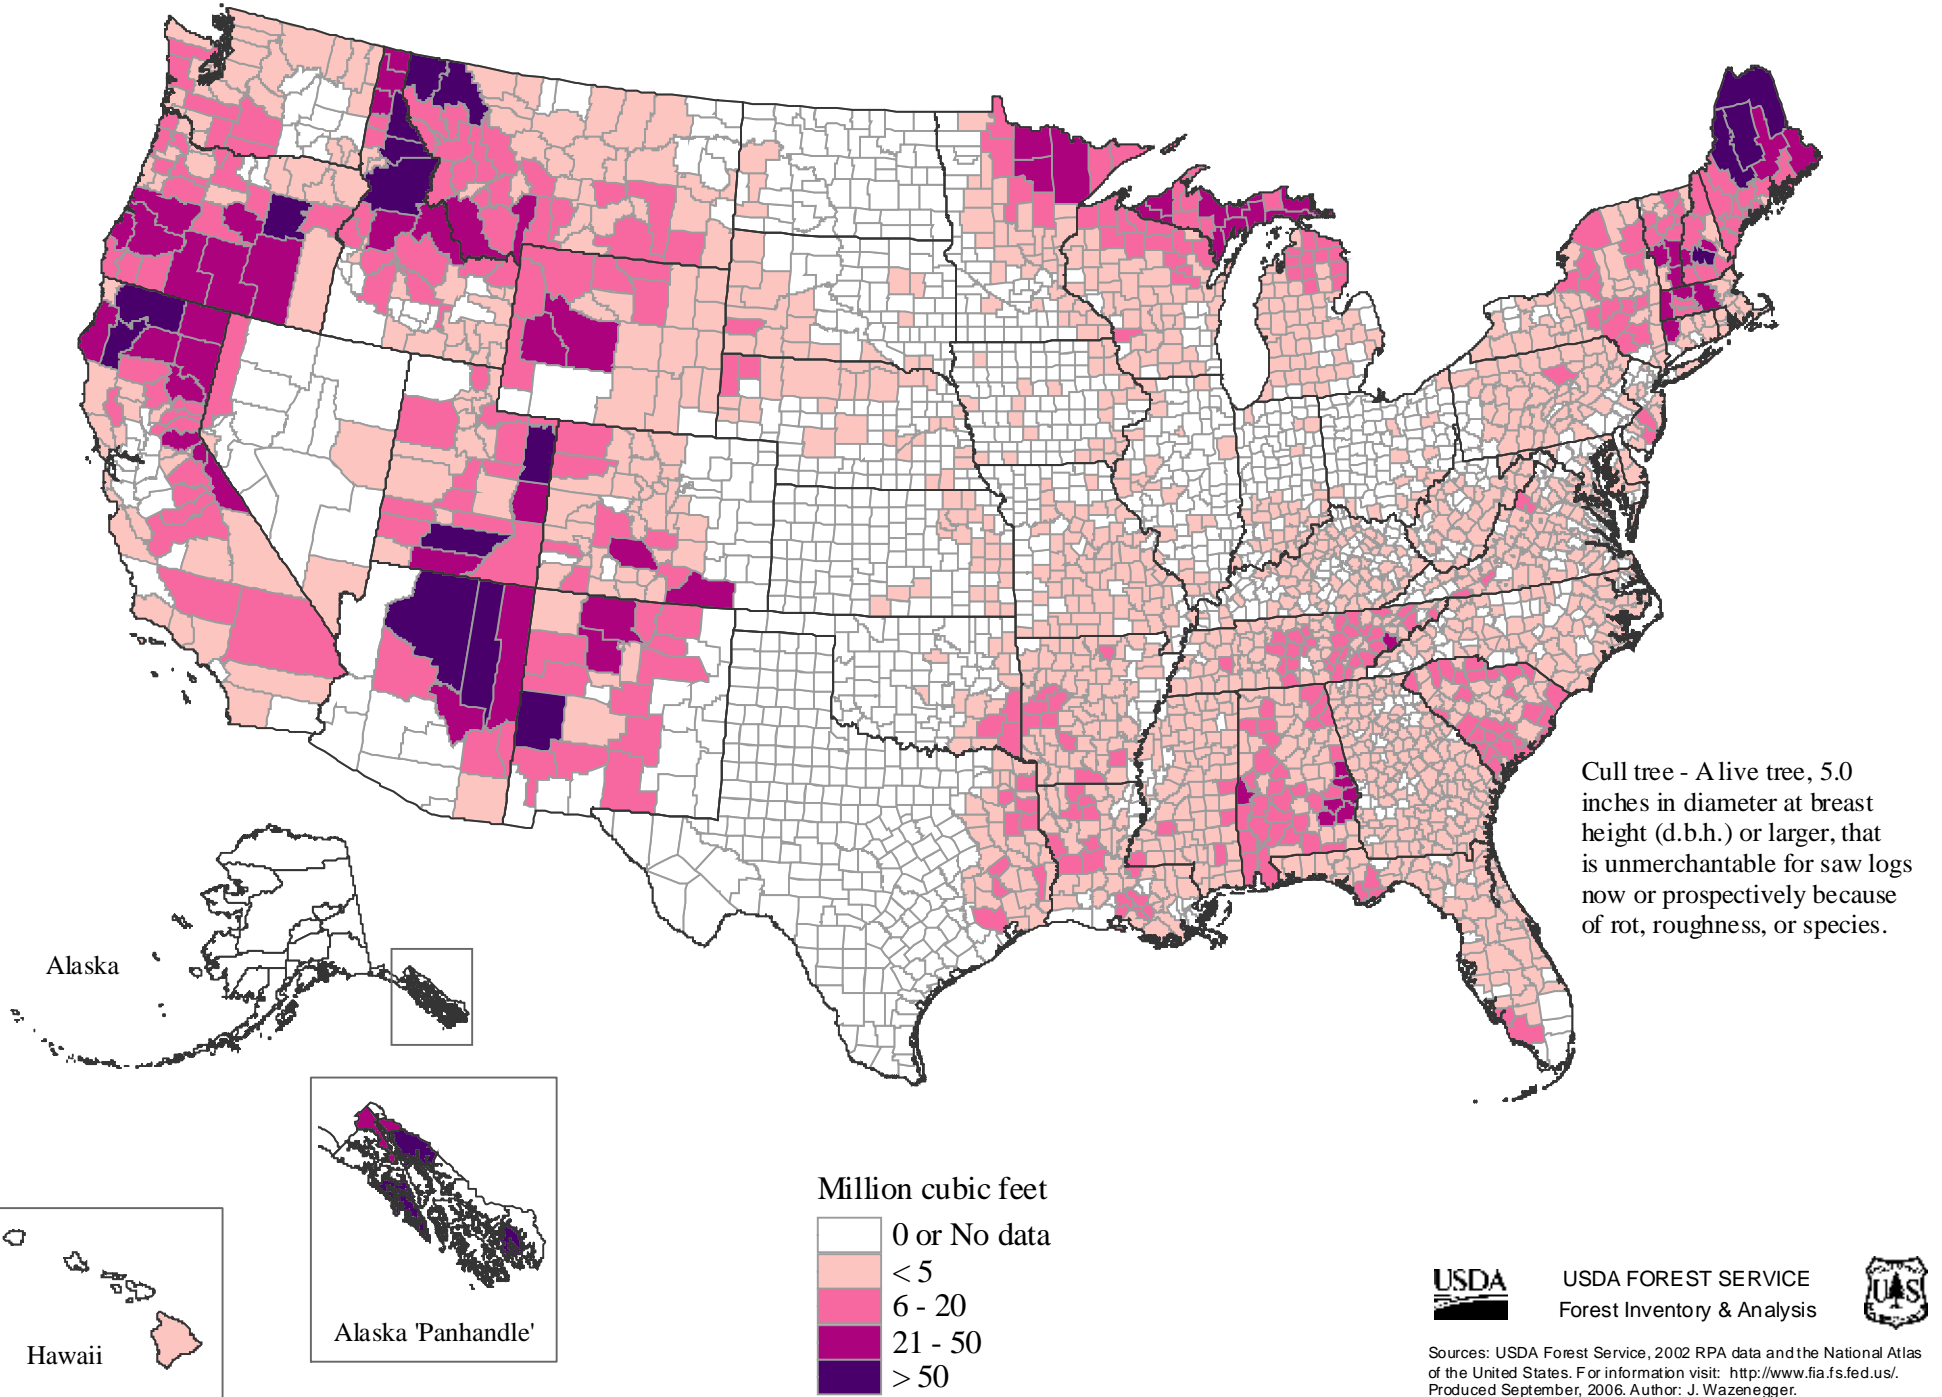 Cull tree - A live tree, 5.0
inches in diameter at breast
height (d.b.h.) or larger, that
is unmerchantable for saw logs
now or prospectively because
of rot, roughness, or species.
Alaska
Alaska 'Panhandle'
Hawaii
Million cubic feet
0 or No data
< 5
6 - 20
21 - 50
> 50
USDA
USDA FOREST SERVICE
Forest Inventory & Analysis
U S
Sources: USDA Forest Service, 2002 RPA data and the National Atlas
of the United States. For information visit: http://www.fia.fs.fed.us/.
Produced September, 2006. Author: J. Wazenegger.